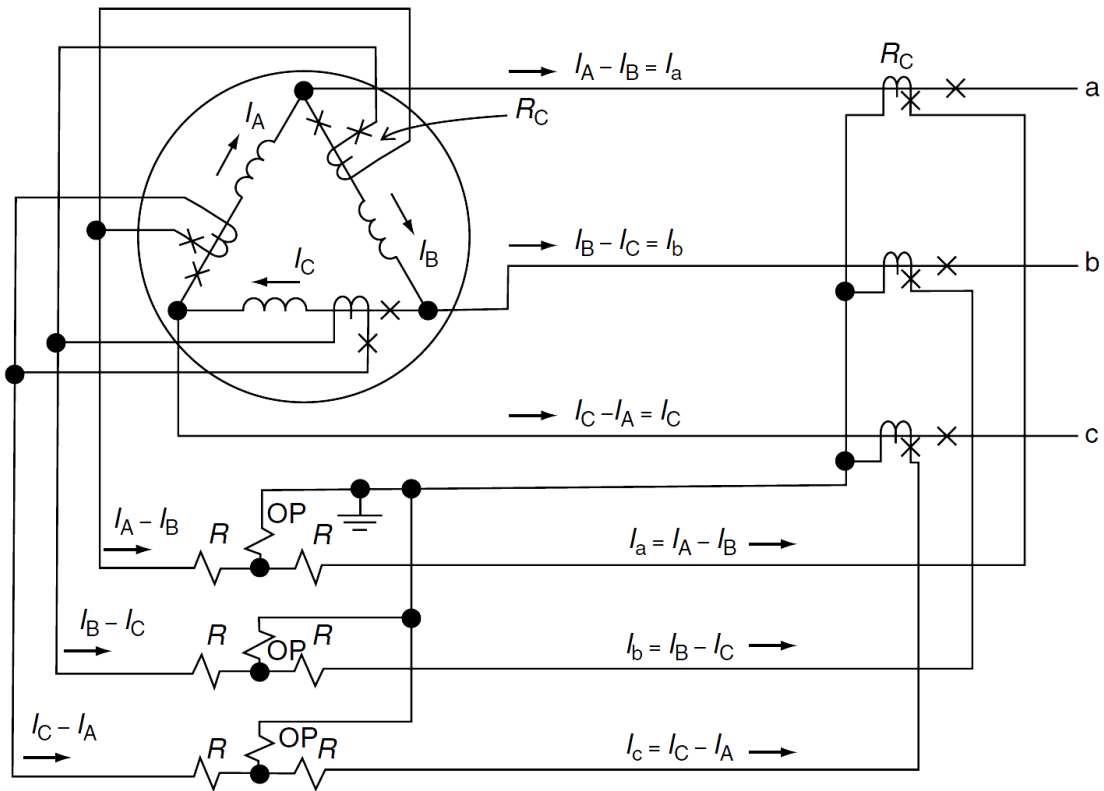 I_A – I_B = I_a
R_C
a
I_A
R_C
I_B – I_C = I_b
b
I_B
I_C
I_C – I_A = I_C
c
I_A – I_B
R
OP
R
I_a = I_A – I_B
I_B – I_C
R
OP
R
I_b = I_B – I_C
I_C – I_A
R
OP
R
I_c = I_C – I_A